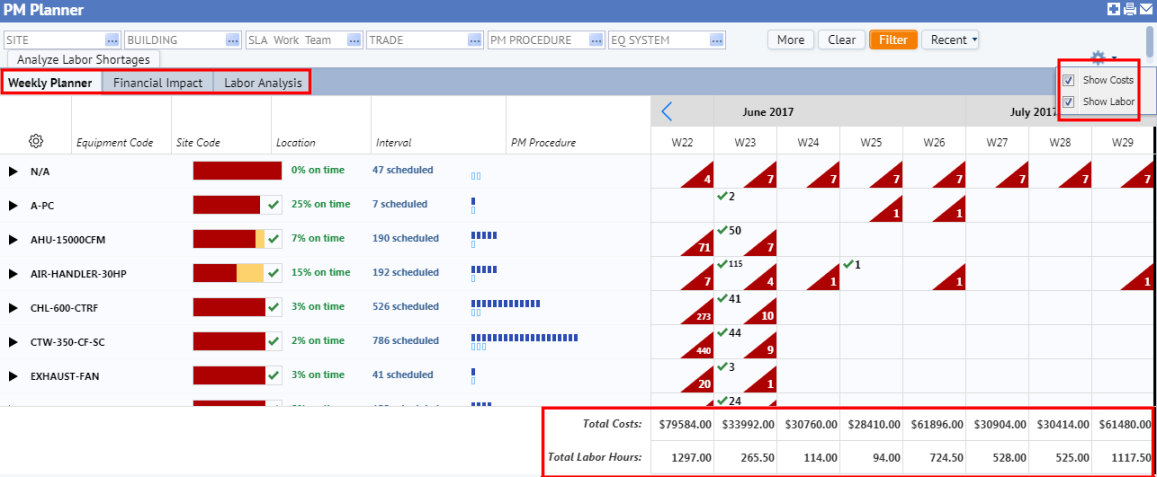 PM Planner
SITE ... BUILDING ... SLA Work Team ... TRADE ... PM PROCEDURE ... EQ SYSTEM ... More Clear Filter Recent
Analyze Labor Shortages
Weekly Planner Financial Impact Labor Analysis
Show Costs
Show Labor
June 2017 July 2017
Equipment Code Site Code Location Interval PM Procedure W22 W23 W24 W25 W26 W27 W28 W29
N/A 0% on time 47 scheduled 4 7 7 7 7 7 7 7
A-PC 25% on time 7 scheduled 2 1 1
AHU-15000CFM 7% on time 190 scheduled 71 50 7
AIR-HANDLER-30HP 15% on time 192 scheduled 7 115 4 1 1 1 1
CHL-600-CTRF 3% on time 526 scheduled 273 41 10
CTW-350-CF-SC 2% on time 786 scheduled 440 44 9
EXHAUST-FAN 3% on time 41 scheduled 20 3 1
24
Total Costs: $79584.00 $33992.00 $30760.00 $28410.00 $61896.00 $30904.00 $30414.00 $61480.00
Total Labor Hours: 1297.00 265.50 114.00 94.00 724.50 528.00 525.00 1117.50